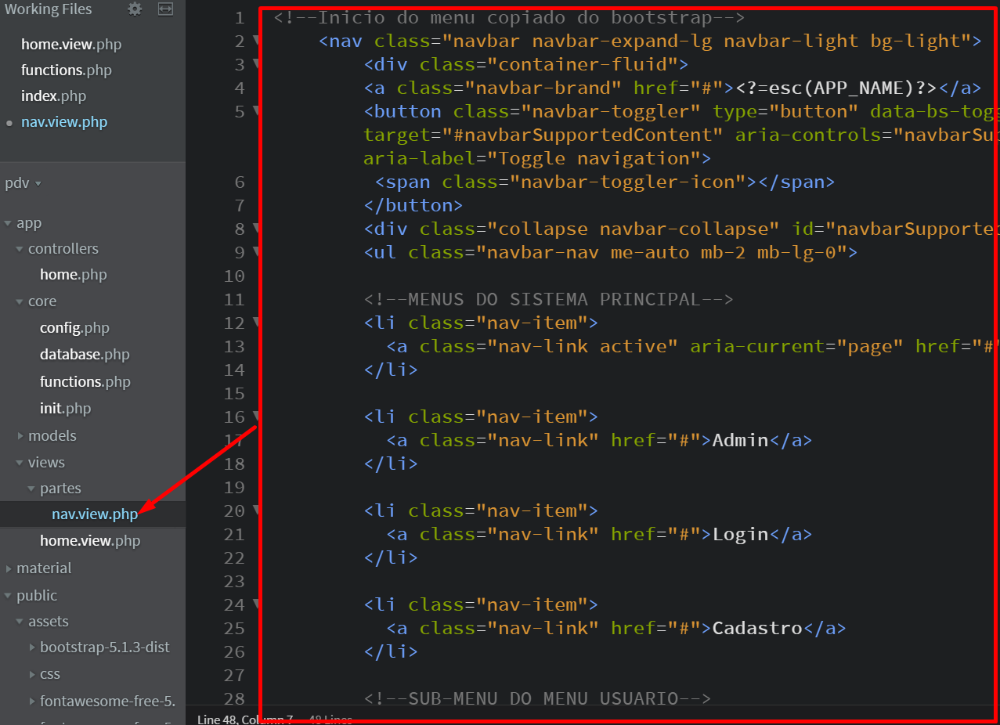 Working Files
home.view.php
functions.php
index.php
nav.view.php
pdv
app
controllers
home.php
core
config.php
database.php
functions.php
init.php
models
views
partes
nav.view.php
home.view.php
material
public
assets
bootstrap-5.1.3-dist
css
fontawesome-free-5.
1 <!--Inicio do menu copiado do bootstrap-->
2 <nav class="navbar navbar-expand-lg navbar-light bg-light">
3 <div class="container-fluid">
4 <a class="navbar-brand" href="#"><?=esc(APP_NAME)?></a>
5 <button class="navbar-toggler" type="button" data-bs-togg
target="#navbarSupportedContent" aria-controls="navbarSup
aria-label="Toggle navigation">
6 <span class="navbar-toggler-icon"></span>
7 </button>
8 <div class="collapse navbar-collapse" id="navbarSupported
9 <ul class="navbar-nav me-auto mb-2 mb-lg-0">
10
11 <!--MENUS DO SISTEMA PRINCIPAL-->
12 <li class="nav-item">
13 <a class="nav-link active" aria-current="page" href="#"
14 </li>
15
16 <li class="nav-item">
17 <a class="nav-link" href="#">Admin</a>
18 </li>
19
20 <li class="nav-item">
21 <a class="nav-link" href="#">Login</a>
22 </li>
23
24 <li class="nav-item">
25 <a class="nav-link" href="#">Cadastro</a>
26 </li>
27
28 <!--SUB-MENU DO MENU USUARIO-->
Line 48, Column 7 — 48 Lines